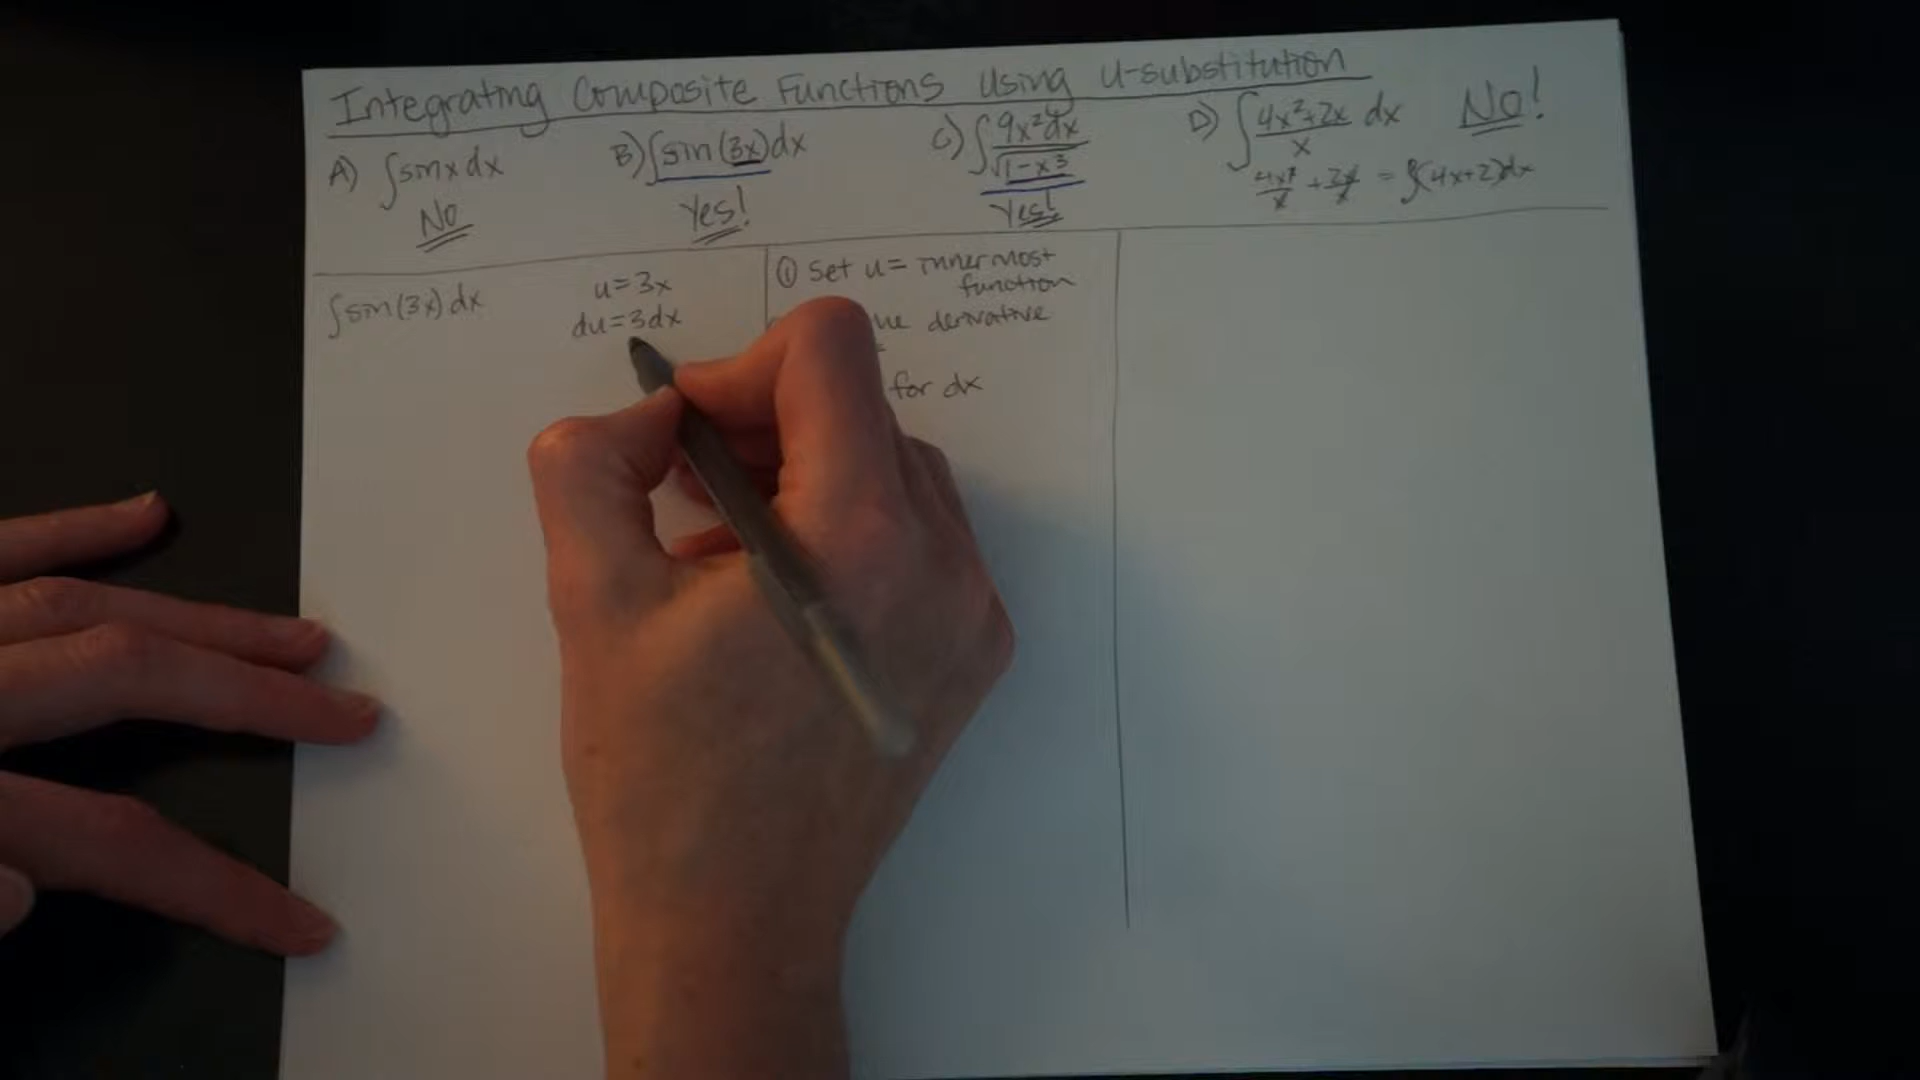 Integrating Composite Functions Using u-substitution
A) ∫sinx dx
No
B) ∫sin(3x)dx
Yes!
C) ∫9x²dx/√1-x³
Yes!
D) ∫4x²+2x/x dx No!
4x²/x + 2x/x = ∫(4x+2)dx
∫sin(3x)dx
u=3x
du=3dx
① Set u= innermost
function
derivative
=
for dx